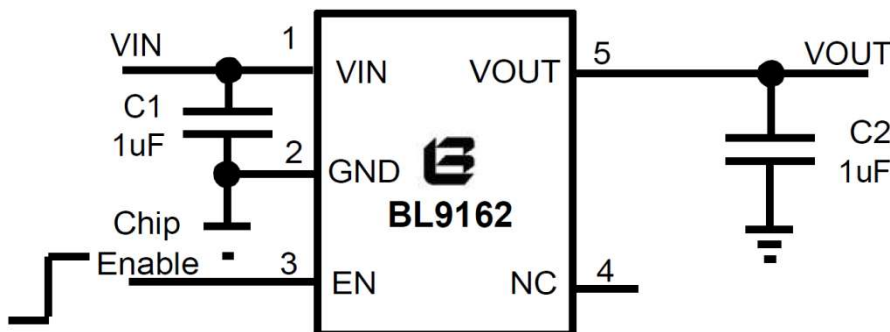 VIN
1
VIN
C1
1uF
2
GND
Chip
Enable
3
EN
BL9162
VOUT
5
VOUT
C2
1uF
NC
4